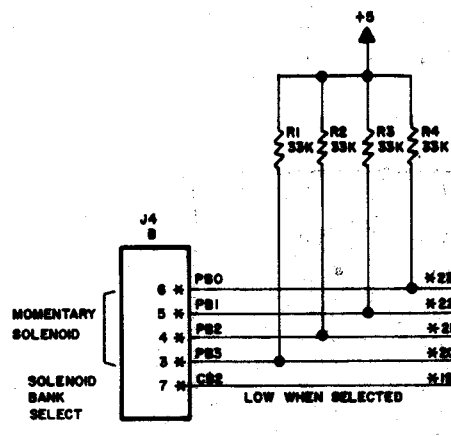 +5
R1 33K
R2 33K
R3 33K
R4 33K
J4
B
MOMENTARY SOLENOID
6 * PB0
5 * PB1
4 * PB2
3 * PB3
7 * CB2
SOLENOID BANK SELECT
LOW WHEN SELECTED